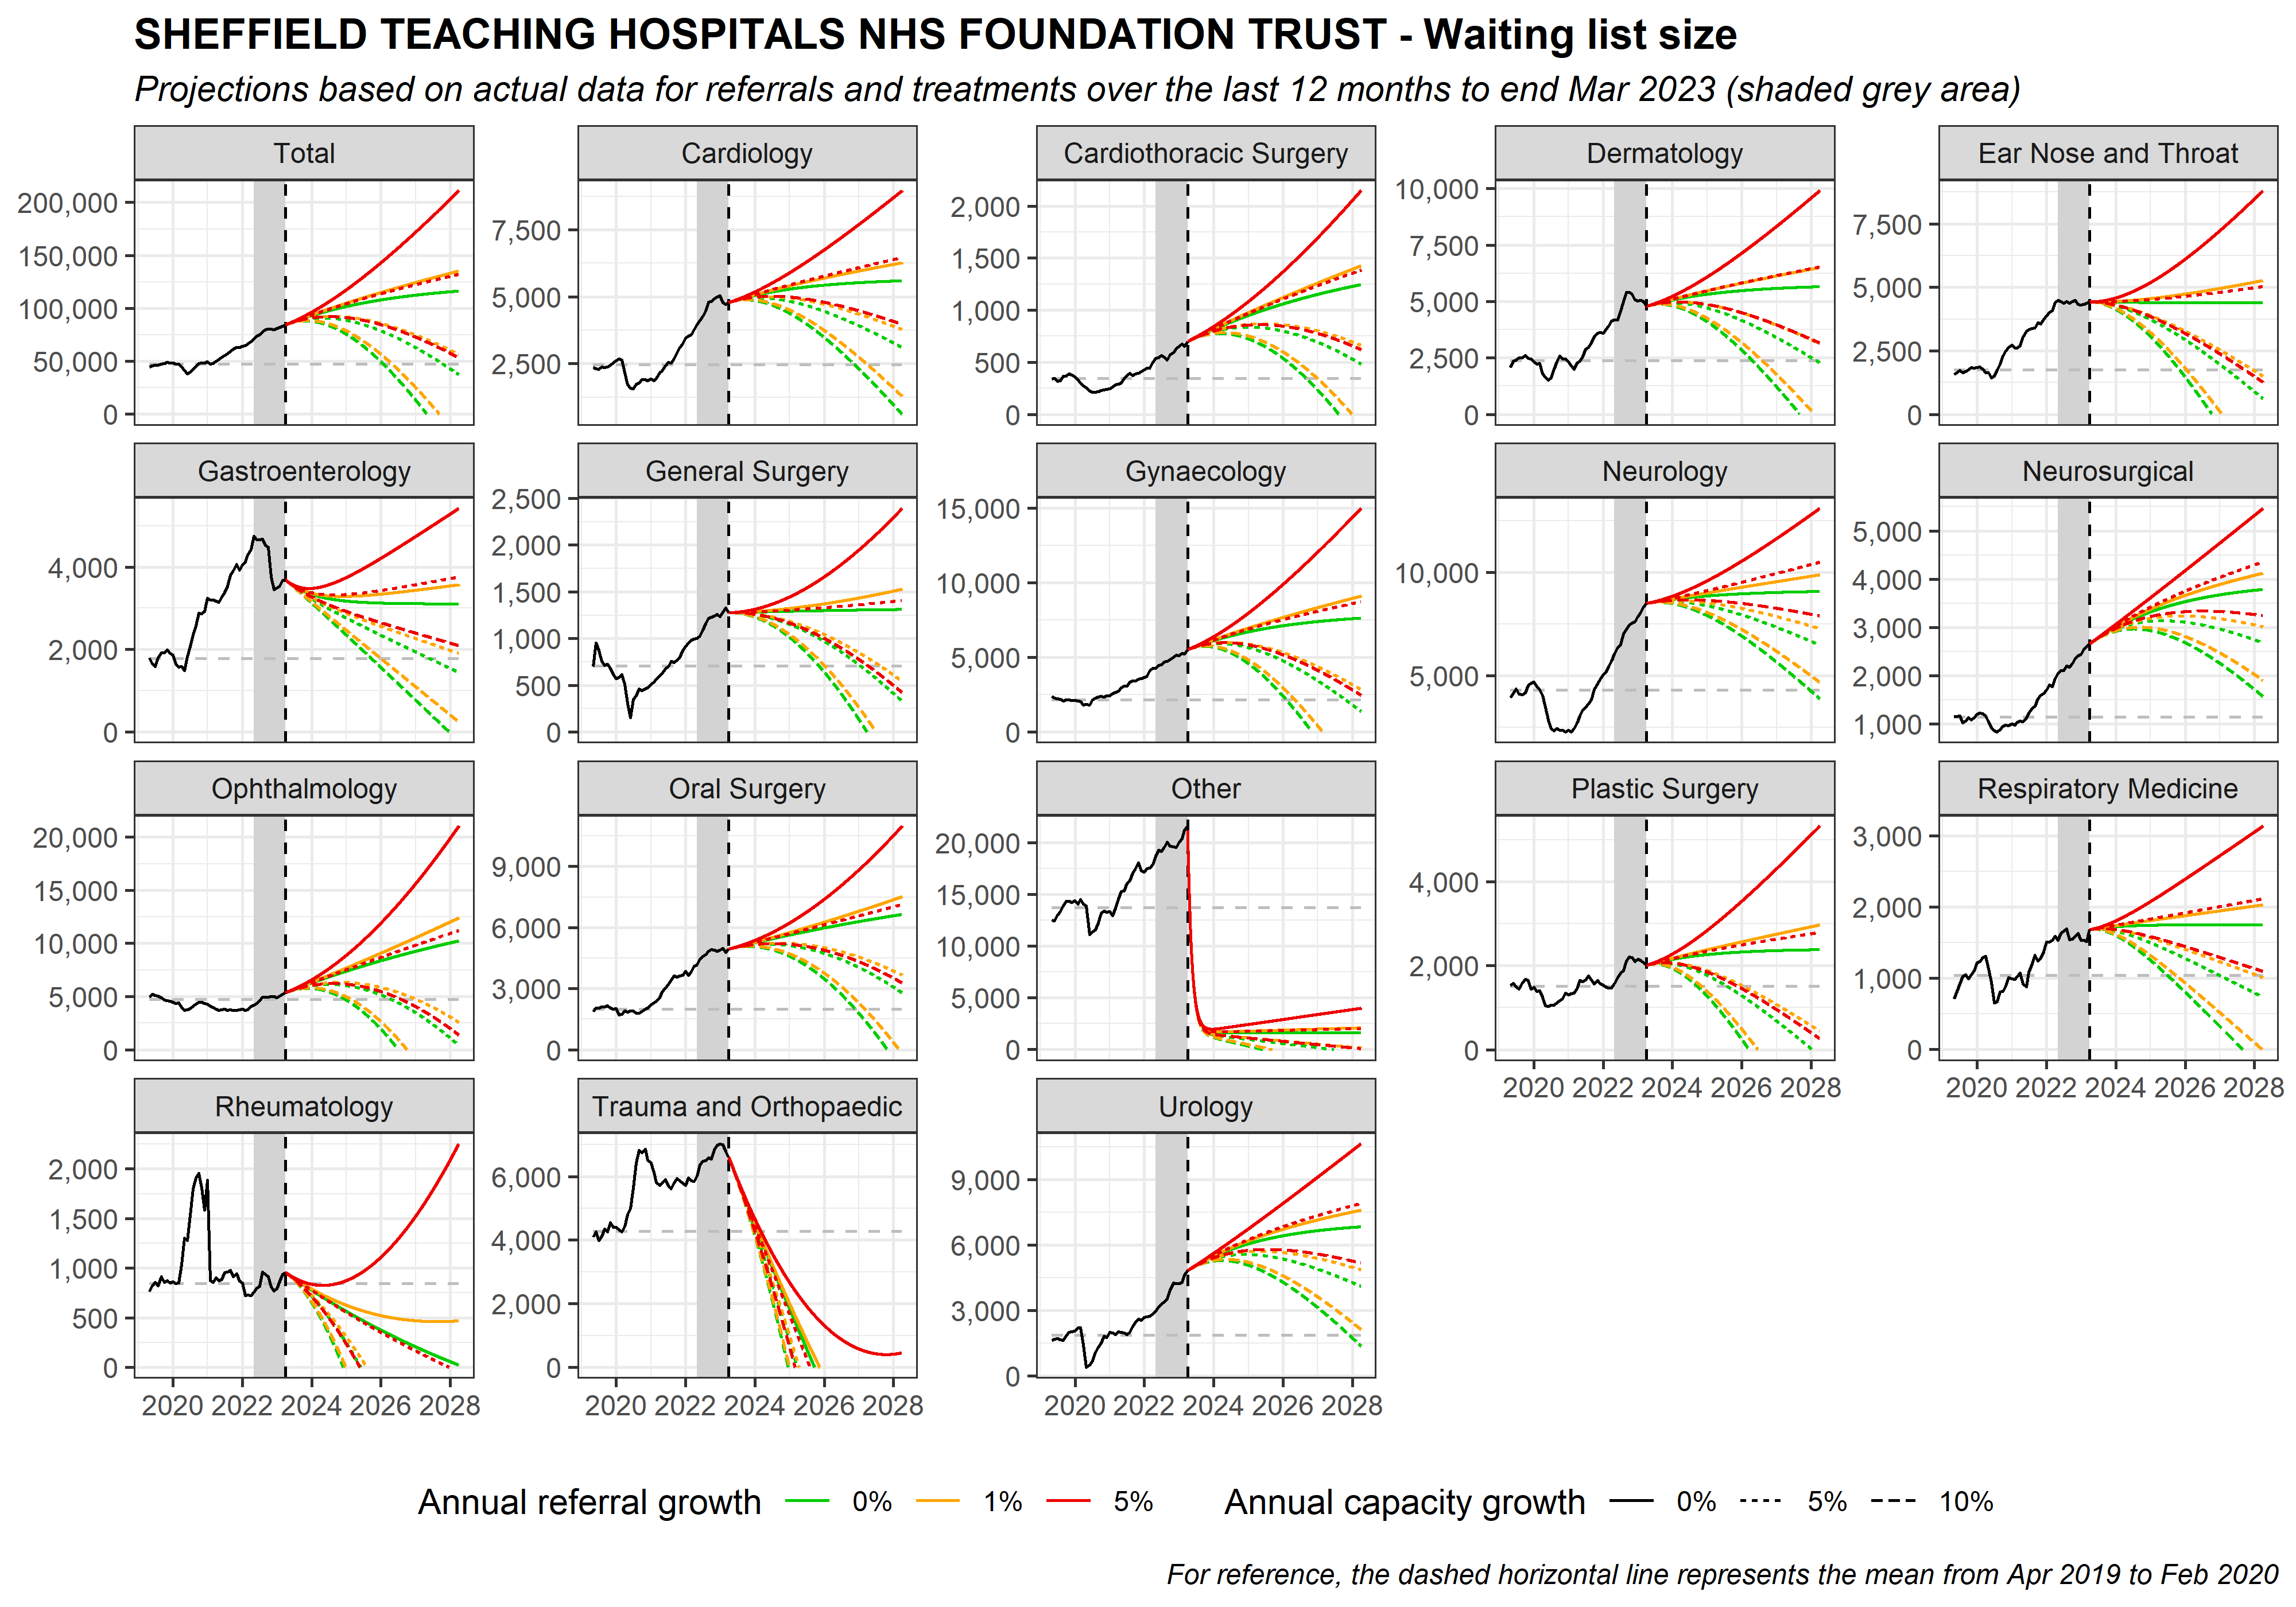 SHEFFIELD TEACHING HOSPITALS NHS FOUNDATION TRUST - Waiting list size
Projections based on actual data for referrals and treatments over the last 12 months to end Mar 2023 (shaded grey area)
Total
200,000
150,000
100,000
50,000
0
Cardiology
7,500
5,000
2,500
Cardiothoracic Surgery
2,000
1,500
1,000
500
0
Dermatology
10,000
7,500
5,000
2,500
0
Ear Nose and Throat
7,500
5,000
2,500
0
Gastroenterology
4,000
2,000
0
General Surgery
2,500
2,000
1,500
1,000
500
0
Gynaecology
15,000
10,000
5,000
0
Neurology
10,000
5,000
Neurosurgical
5,000
4,000
3,000
2,000
1,000
Ophthalmology
20,000
15,000
10,000
5,000
0
Oral Surgery
9,000
6,000
3,000
0
Other
20,000
15,000
10,000
5,000
0
Plastic Surgery
4,000
2,000
0
2020 2022 2024 2026 2028
Respiratory Medicine
3,000
2,000
1,000
0
2020 2022 2024 2026 2028
Rheumatology
2,000
1,500
1,000
500
0
2020 2022 2024 2026 2028
Trauma and Orthopaedic
6,000
4,000
2,000
0
2020 2022 2024 2026 2028
Urology
9,000
6,000
3,000
0
2020 2022 2024 2026 2028
Annual referral growth 0% 1% 5% Annual capacity growth 0% 5% 10%
For reference, the dashed horizontal line represents the mean from Apr 2019 to Feb 2020